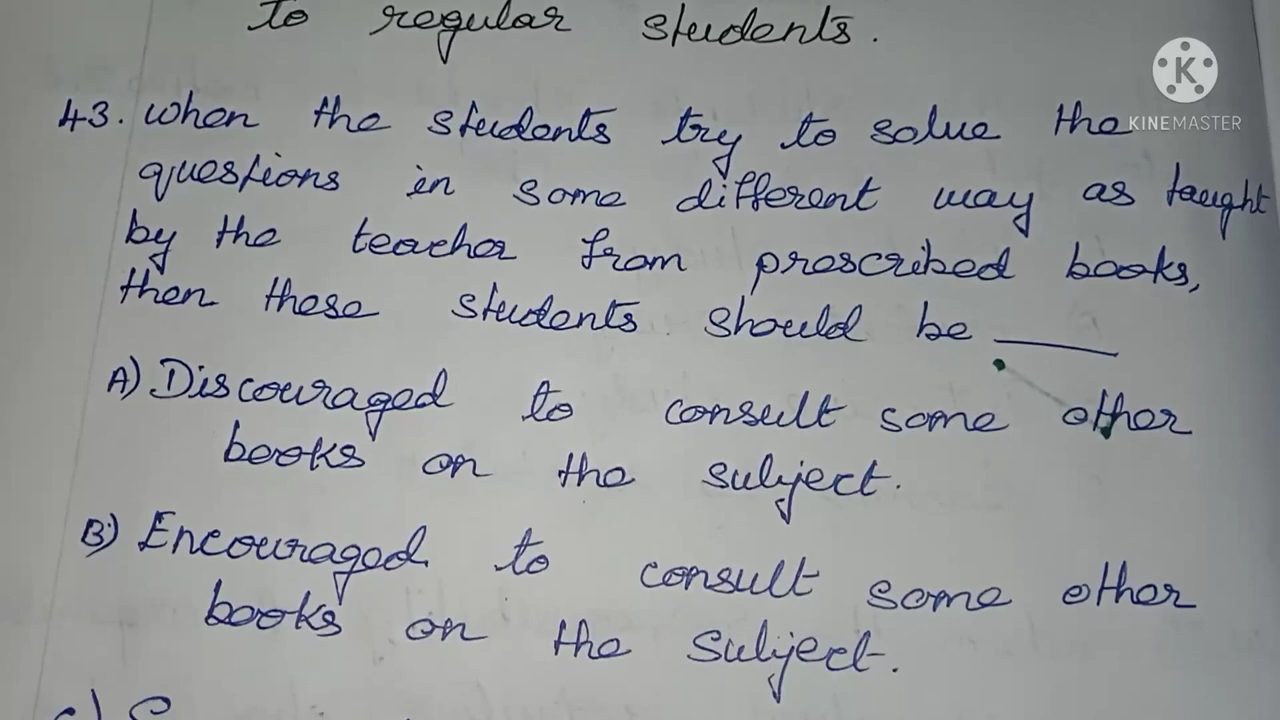 to regular students.
43. When the students try to solve the
KINEMASTER
questions in some different way as taught
by the teacher from prescribed books,
then these students should be ____
A) Discouraged to consult some other
books on the subject.
B) Encouraged to consult some other
books on the subject.
c)